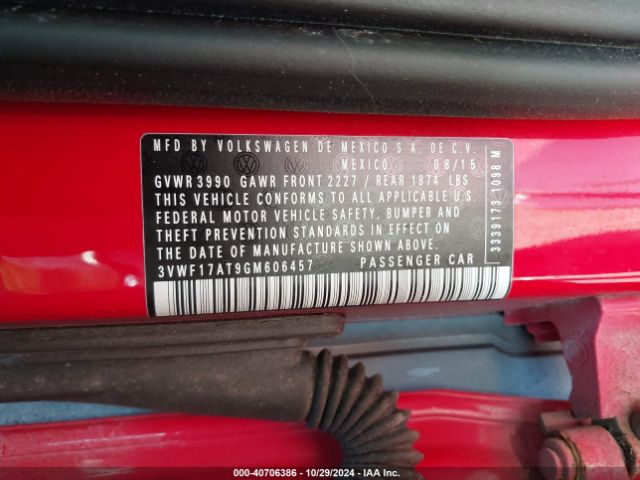 MFD BY VOLKSWAGEN DE MEXICO S.A. DE C.V.
MEXICO 08/15
GVWR 3990 GAWR FRONT 2227 / REAR 1874 LBS
THIS VEHICLE CONFORMS TO ALL APPLICABLE U.S.
FEDERAL MOTOR VEHICLE SAFETY, BUMPER AND
THEFT PREVENTION STANDARDS IN EFFECT ON
THE DATE OF MANUFACTURE SHOWN ABOVE.
3VWF17AT9GM606457 PASSENGER CAR
3339173 1098 M
000-40706386 • 10/29/2024 • IAA Inc.